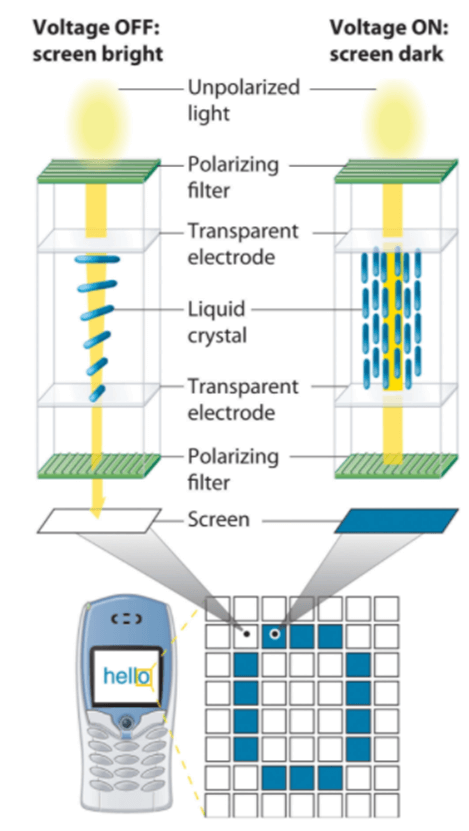 Voltage OFF:
screen bright
Voltage ON:
screen dark
Unpolarized
light
Polarizing
filter
Transparent
electrode
Liquid
crystal
Transparent
electrode
Polarizing
filter
Screen
hello